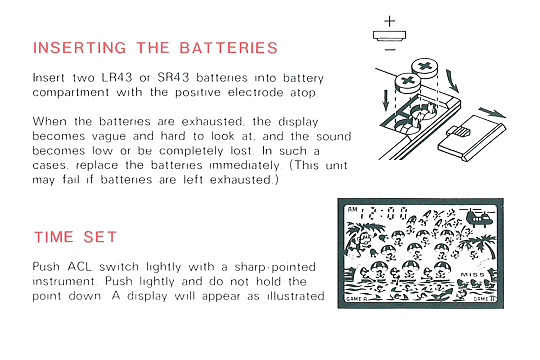 INSERTING THE BATTERIES
Insert two LR43 or SR43 batteries into battery
compartment with the positive electrode atop.
When the batteries are exhausted, the display
becomes vague and hard to look at, and the sound
becomes low or be completely lost. In such a
cases, replace the batteries immediately. (This unit
may fail if batteries are left exhausted.)
TIME SET
Push ACL switch lightly with a sharp-pointed
instrument. Push lightly and do not hold the
point down. A display will appear as illustrated
+
−
AM
12:00
MISS
GAME A
GAME B